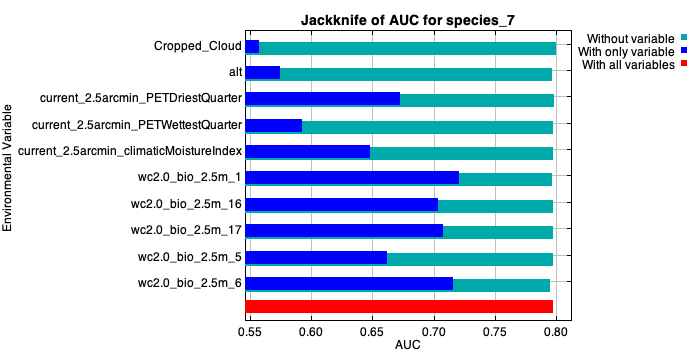 Jackknife of AUC for species_7
Without variable
With only variable
With all variables
Environmental Variable
Cropped_Cloud
alt
current_2.5arcmin_PETDriestQuarter
current_2.5arcmin_PETWettestQuarter
current_2.5arcmin_climaticMoistureIndex
wc2.0_bio_2.5m_1
wc2.0_bio_2.5m_16
wc2.0_bio_2.5m_17
wc2.0_bio_2.5m_5
wc2.0_bio_2.5m_6
0.55 0.60 0.65 0.70 0.75 0.80
AUC